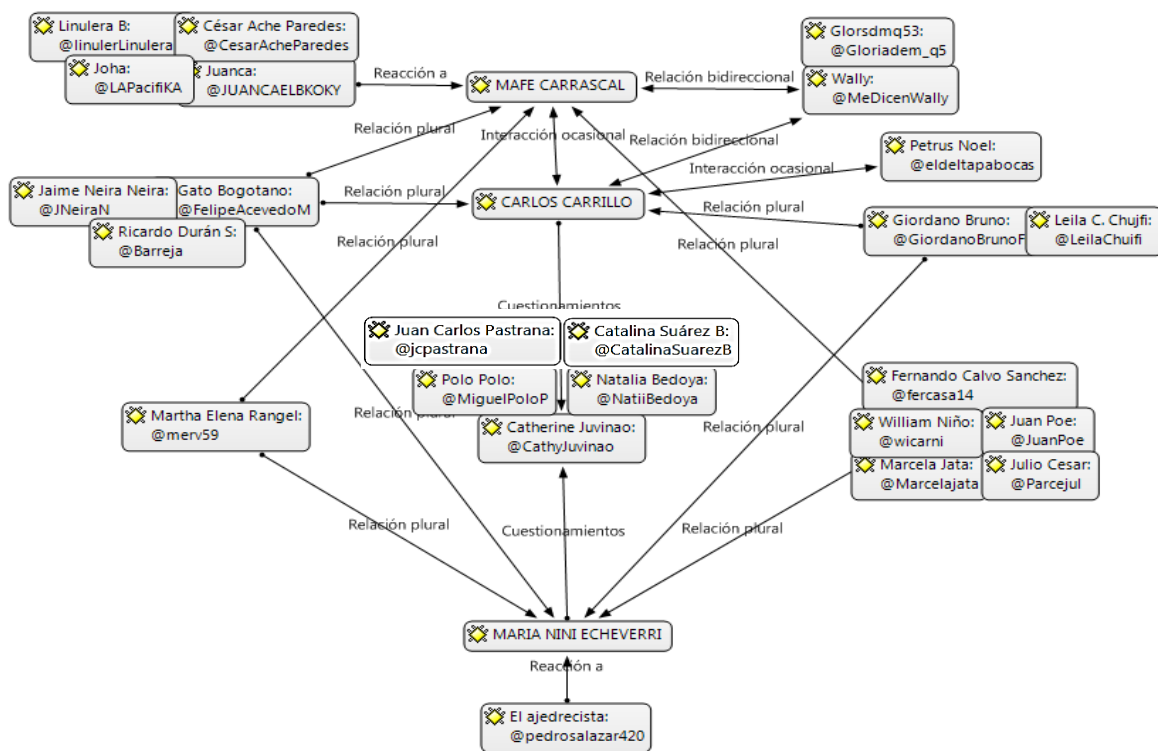 Linulera B:
@linulerLinulera
César Ache Paredes:
@CesarAcheParedes
Joha:
@LAPacifiKA
Juanca:
@JUANCAELBKOKY
Reacción a
MAFE CARRASCAL
Relación bidireccional
Glorsdmq53:
@Gloriadem_q5
Wally:
@MeDicenWally
Relación plural
Interacción ocasional
Relación bidireccional
Petrus Noel:
@eldeltapabocas
Interacción ocasional
Jaime Neira Neira:
@JNeiraN
Gato Bogotano:
@FelipeAcevedoM
Ricardo Durán S:
@Barreja
Relación plural
CARLOS CARRILLO
Relación plural
Giordano Bruno:
@GiordanoBrunoF
Leila C. Chujfi:
@LeilaChuifi
Relación plural
Relación plural
Cuestionamientos
Juan Carlos Pastrana:
@jcpastrana
Catalina Suárez B:
@CatalinaSuarezB
Polo Polo:
@MiguelPoloP
Natalia Bedoya:
@NatiiBedoya
Catherine Juvinao:
@CathyJuvinao
Martha Elena Rangel:
@merv59
Relación plural
Relación plural
Fernando Calvo Sanchez:
@fercasa14
William Niño:
@wicarni
Juan Poe:
@JuanPoe
Marcela Jata:
@Marcelajata
Julio Cesar:
@Parcejul
Relación plural
Cuestionamientos
Relación plural
MARIA NINI ECHEVERRI
Reacción a
El ajedrecista:
@pedrosalazar420